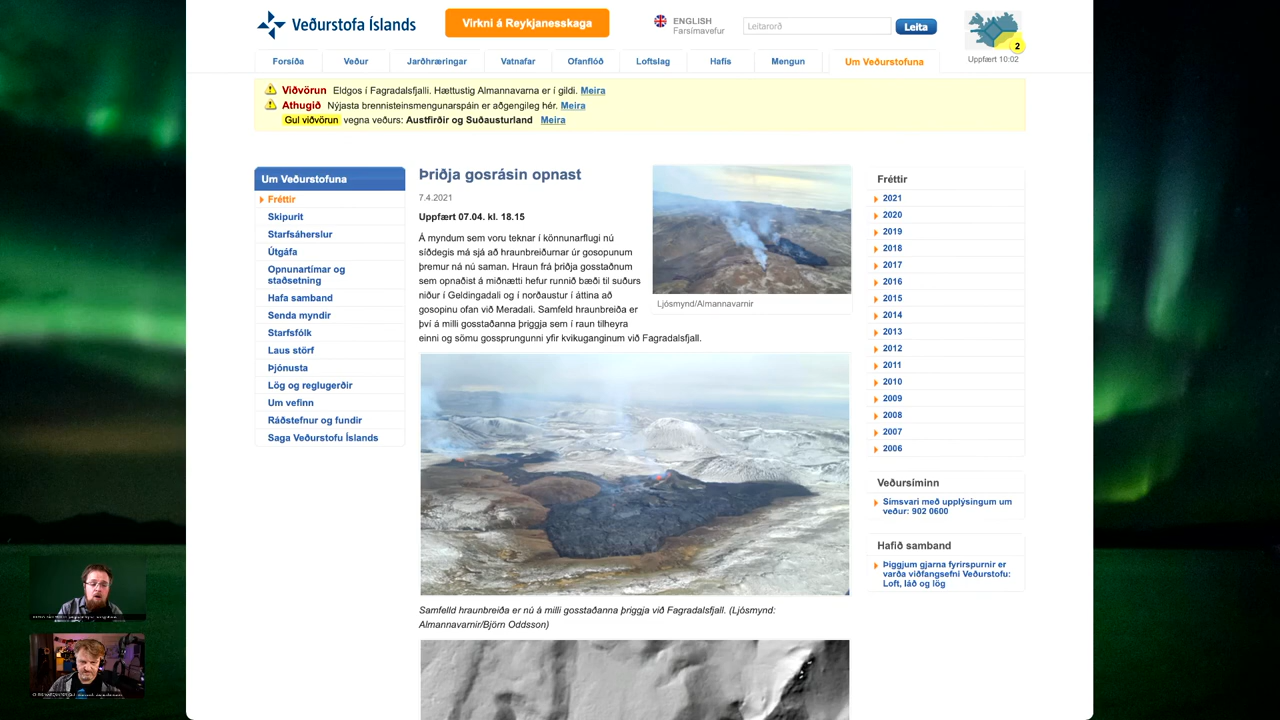 Veðurstofa Íslands
Virkni á Reykjanesskaga
ENGLISH
Farsímavefur
Leitarorð
Leita
2
Uppfært 10:02
Forsíða
Veður
Jarðhræringar
Vatnafar
Ofanflóð
Loftslag
Hafís
Mengun
Um Veðurstofuna
Viðvörun Eldgos í Fagradalsfjalli. Hættustig Almannavarna er í gildi. Meira
Athugið Nýjasta brennisteinsmengunarspáin er aðgengileg hér. Meira
Gul viðvörun vegna veðurs: Austfirðir og Suðausturland Meira
Um Veðurstofuna
Fréttir
Skipurit
Starfsáherslur
Útgáfa
Opnunartímar og
staðsetning
Hafa samband
Senda myndir
Starfsfólk
Laus störf
Þjónusta
Lög og reglugerðir
Um vefinn
Ráðstefnur og fundir
Saga Veðurstofu Íslands
Þriðja gosrásin opnast
7.4.2021
Uppfært 07.04. kl. 18.15
Á myndum sem voru teknar í könnunarflugi nú
síðdegis má sjá að hraunbreiðurnar úr gosopunum
þremur ná nú saman. Hraun frá þriðja gosstaðnum
sem opnaðist á miðnætti hefur runnið bæði til suðurs
niður í Geldingadali og í norðaustur í áttina að
gosopinu ofan við Meradali. Samfeld hraunbreiða er
því á milli gosstaðanna þriggja sem í raun tilheyra
einni og sömu gossprungunni yfir kvikuganginum við Fagradalsfjall.
Ljósmynd/Almannavarnir
Samfelld hraunbreiða er nú á milli gosstaðanna þriggja við Fagradalsfjall. (Ljósmynd:
Almannavarnir/Björn Oddsson)
Fréttir
2021
2020
2019
2018
2017
2016
2015
2014
2013
2012
2011
2010
2009
2008
2007
2006
Veðursíminn
Símsvari með upplýsingum um
veður: 902 0600
Hafið samband
Þiggjum gjarna fyrirspurnir er
varða viðfangsefni Veðurstofu:
Loft, láð og lög